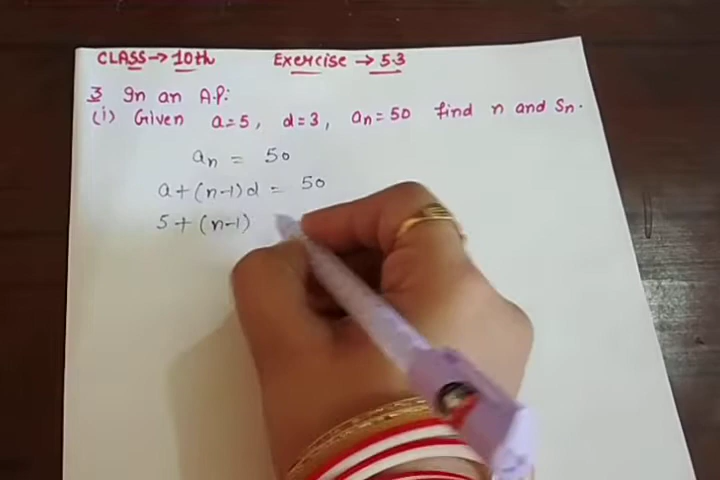 CLASS → 10th Exercise → 5.3
3 In an A.P:
(i) Given a=5, d=3, an=50 find n and Sn.
an = 50
a+(n-1)d = 50
5+(n-1)